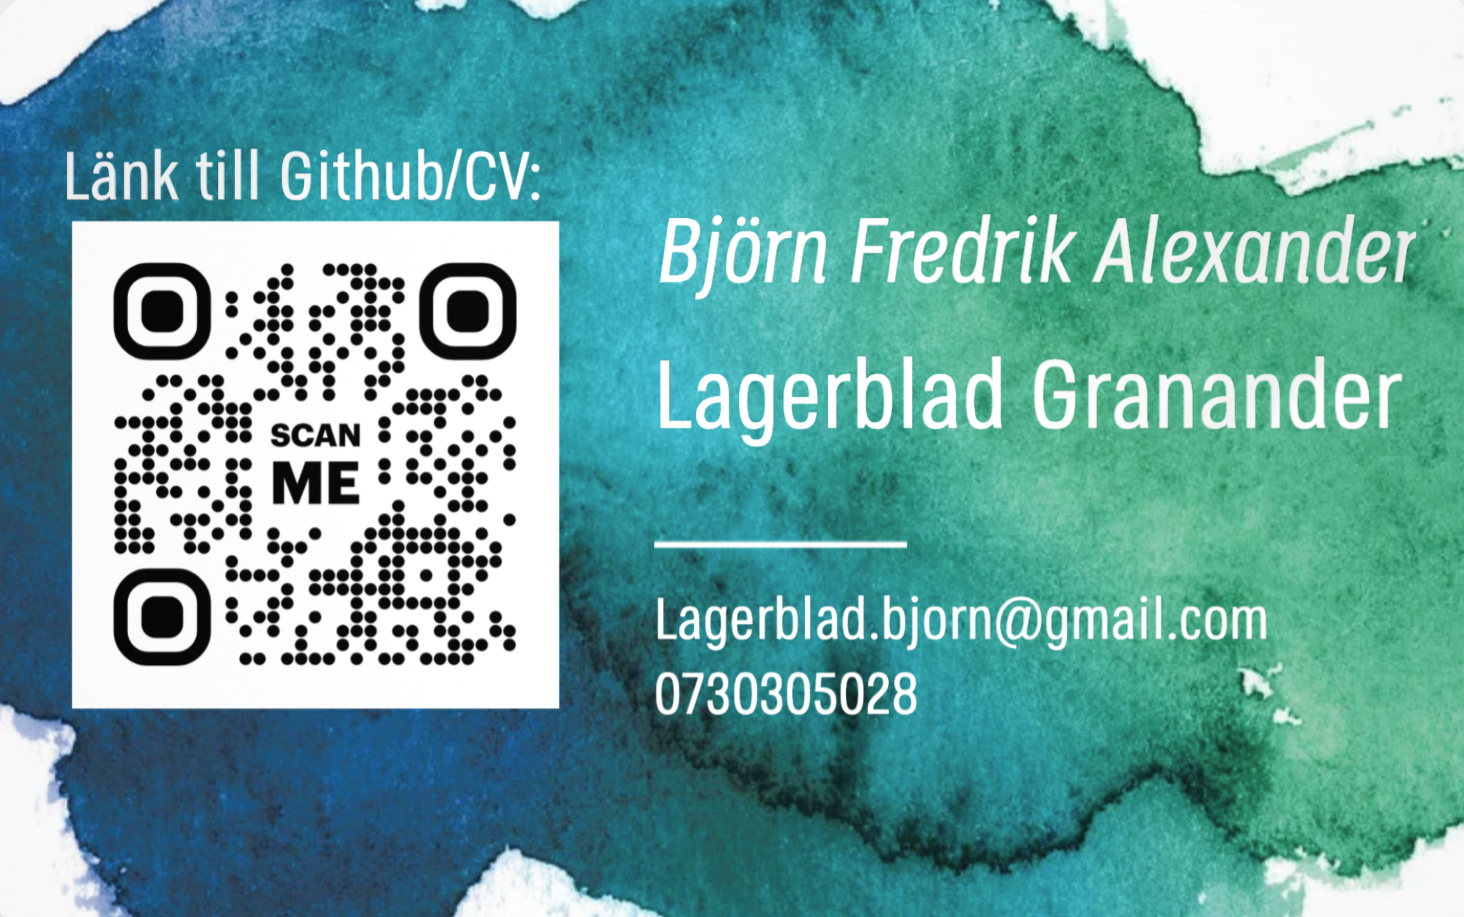 Länk till Github/CV:
SCAN
ME
Björn Fredrik Alexander
Lagerblad Granander
Lagerblad.bjorn@gmail.com
0730305028